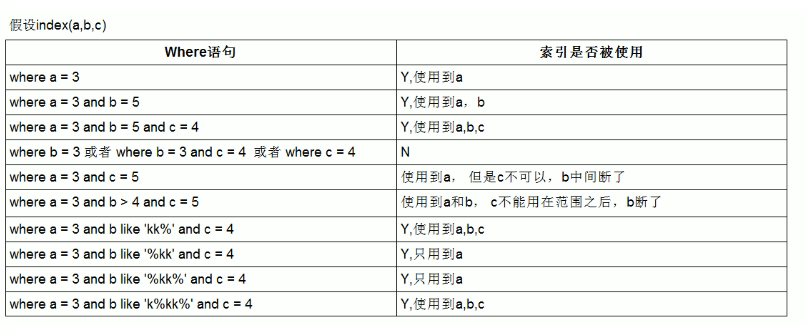 假设index(a,b,c)
Where语句 索引是否被使用
where a = 3 Y,使用到a
where a = 3 and b = 5 Y,使用到a，b
where a = 3 and b = 5 and c = 4 Y,使用到a,b,c
where b = 3 或者 where b = 3 and c = 4 或者 where c = 4 N
where a = 3 and c = 5 使用到a， 但是c不可以，b中间断了
where a = 3 and b > 4 and c = 5 使用到a和b， c不能用在范围之后，b断了
where a = 3 and b like 'kk%' and c = 4 Y,使用到a,b,c
where a = 3 and b like '%kk' and c = 4 Y,只用到a
where a = 3 and b like '%kk%' and c = 4 Y,只用到a
where a = 3 and b like 'k%kk%' and c = 4 Y,使用到a,b,c